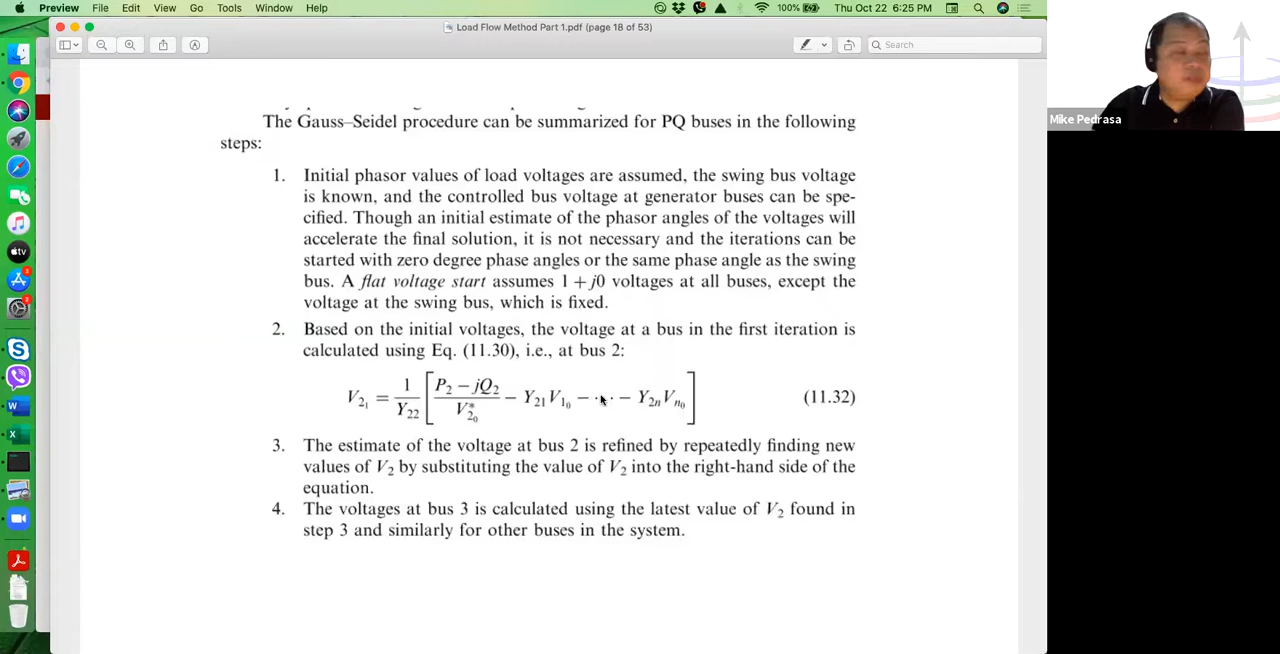 Preview File Edit View Go Tools Window Help 100% Thu Oct 22 6:25 PM
Load Flow Method Part 1.pdf (page 18 of 53)
Search
The Gauss–Seidel procedure can be summarized for PQ buses in the following
steps:
1. Initial phasor values of load voltages are assumed, the swing bus voltage
is known, and the controlled bus voltage at generator buses can be spe-
cified. Though an initial estimate of the phasor angles of the voltages will
accelerate the final solution, it is not necessary and the iterations can be
started with zero degree phase angles or the same phase angle as the swing
bus. A flat voltage start assumes 1 + j0 voltages at all buses, except the
voltage at the swing bus, which is fixed.
2. Based on the initial voltages, the voltage at a bus in the first iteration is
calculated using Eq. (11.30), i.e., at bus 2:
V₂₁ = 1/Y₂₂ [ (P₂ − jQ₂)/V*₂₀ − Y₂₁V₁₀ − ··· − Y₂ₙVₙ₀ ] (11.32)
3. The estimate of the voltage at bus 2 is refined by repeatedly finding new
values of V₂ by substituting the value of V₂ into the right-hand side of the
equation.
4. The voltages at bus 3 is calculated using the latest value of V₂ found in
step 3 and similarly for other buses in the system.
Mike Pedrasa
tv